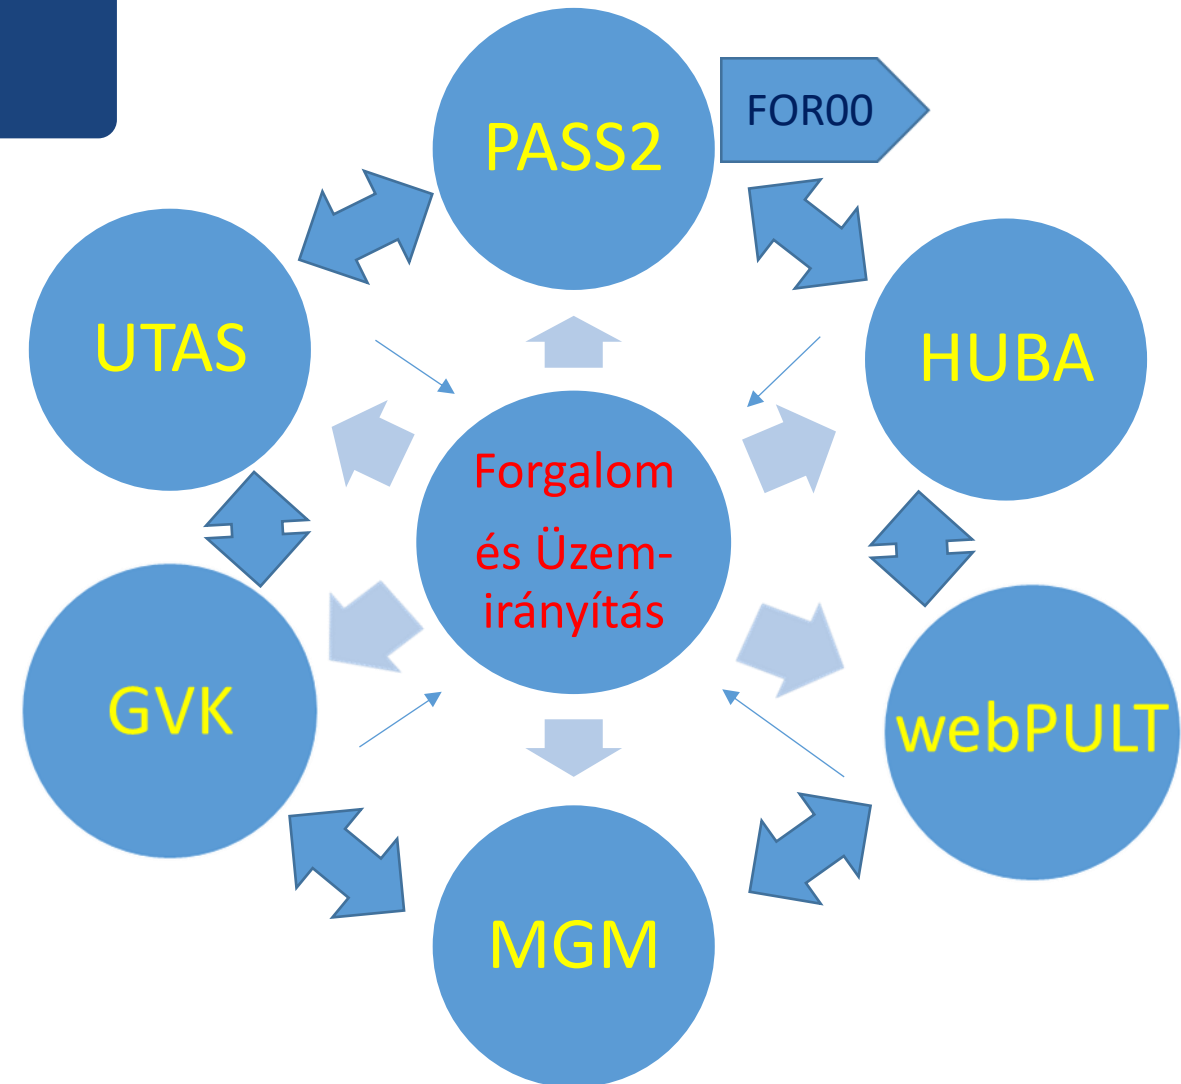 PASS2
FOR00
UTAS
HUBA
Forgalom
és Üzem-
irányítás
GVK
webPULT
MGM